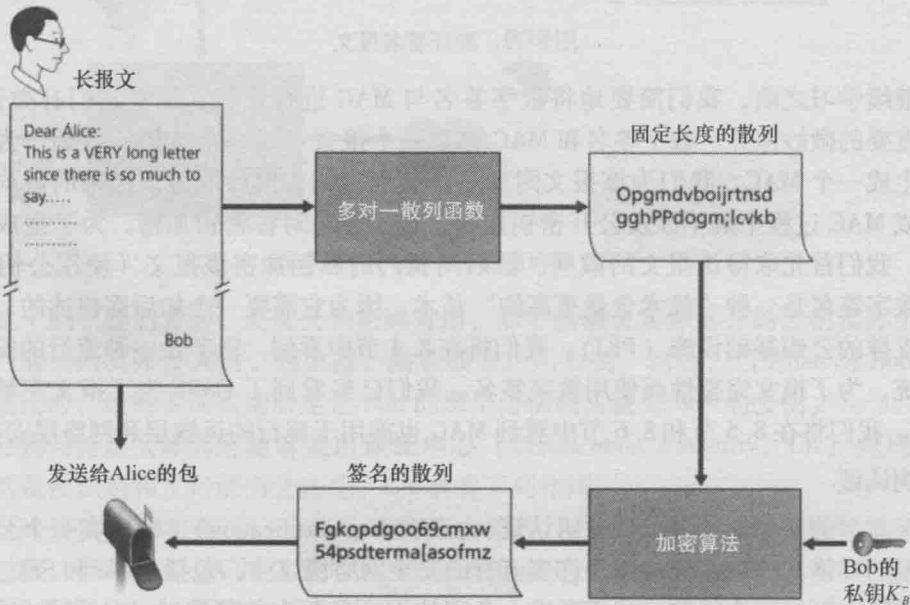 长报文
Dear Alice:
This is a VERY long letter
since there is so much to
say.....
..........
..........
Bob
多对一散列函数
固定长度的散列
Opgmdvboijrtnsd
gghPPdogm;lcvkb
发送给Alice的包
签名的散列
Fgkopdgoo69cmxw
54psdterma[asofmz
加密算法
Bob的
私钥K_B^-